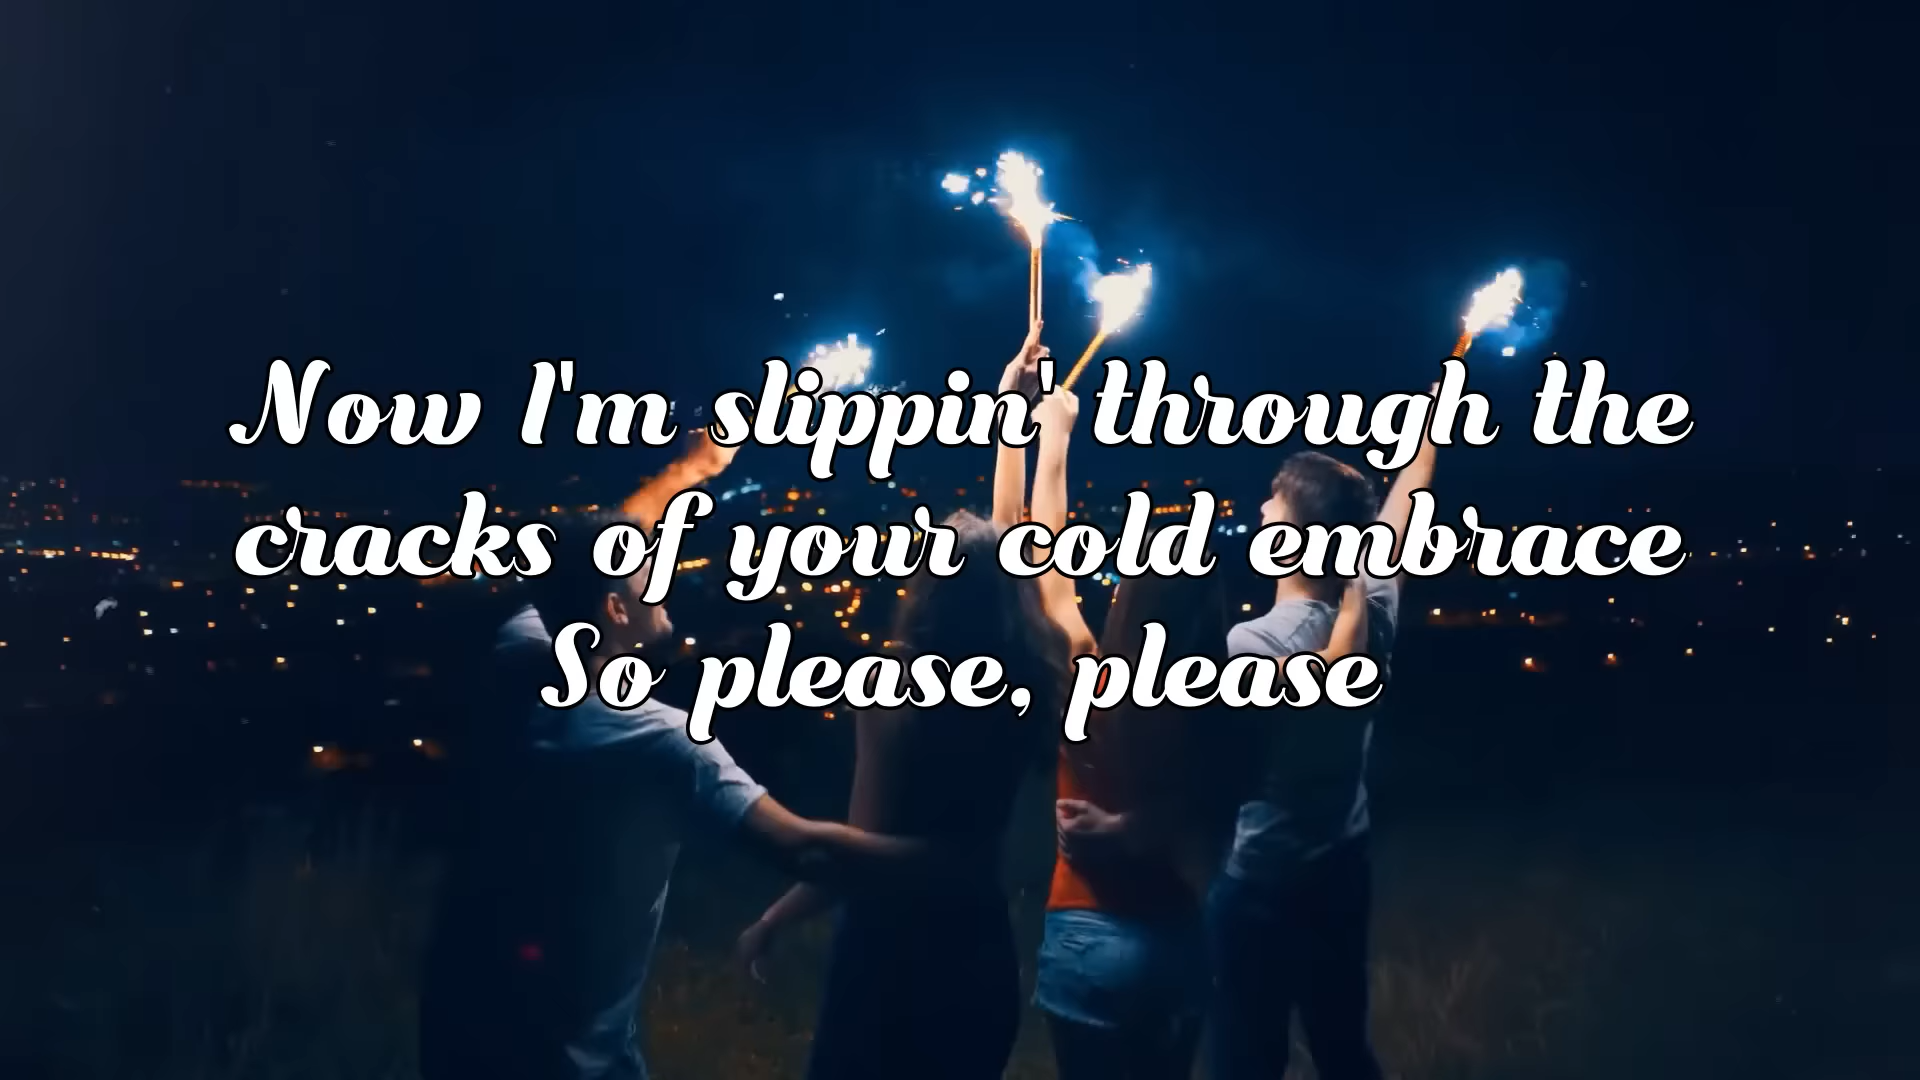 Now I'm slippin' through the
cracks of your cold embrace
So please, please